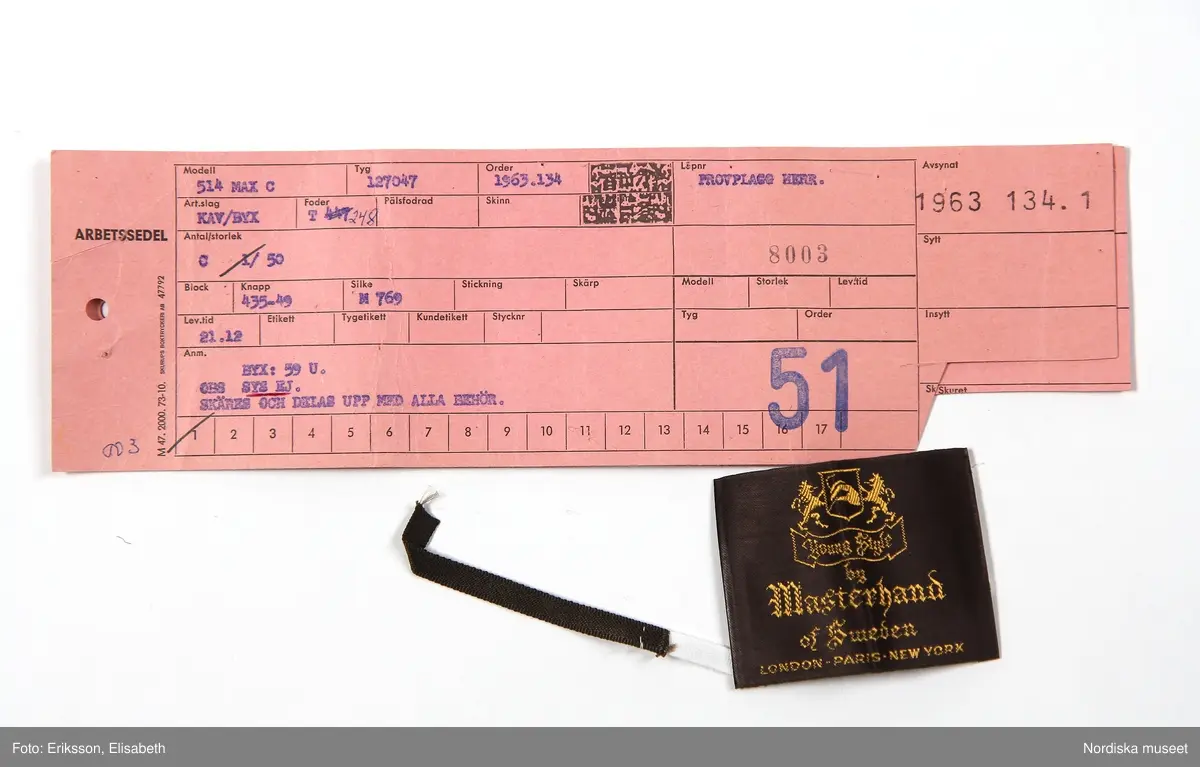 Modell Tyg Order Löpnr Avsynat
514 MAX C 127047 1963.134 PROVPLAGG HERR.
1963 134.1
Art.slag Foder Pälsfodrad Skinn
KAV/BYX T 447 248
ARBETSSEDEL
Antal/storlek Sytt
C 1/ 50 8003
Block Knapp Silke Stickning Skärp Modell Storlek Lev.tid
435-49 M 769
Lev.tid Etikett Tygetikett Kundetikett Stycknr Tyg Order Insytt
21.12
Anm.
BYX: 59 U.
OBS SYS EJ.
SKÄRES OCH DELAS UPP MED ALLA BEHÖR.
51
Sk/Skuret
1 2 3 4 5 6 7 8 9 10 11 12 13 14 15 16 17
M 47. 2000. 73-10. SKURUPS BOKTRYCKERI AB 47792
Young Style
by
Masterhand
of Sweden
LONDON - PARIS - NEW YORK
Foto: Eriksson, Elisabeth
Nordiska museet